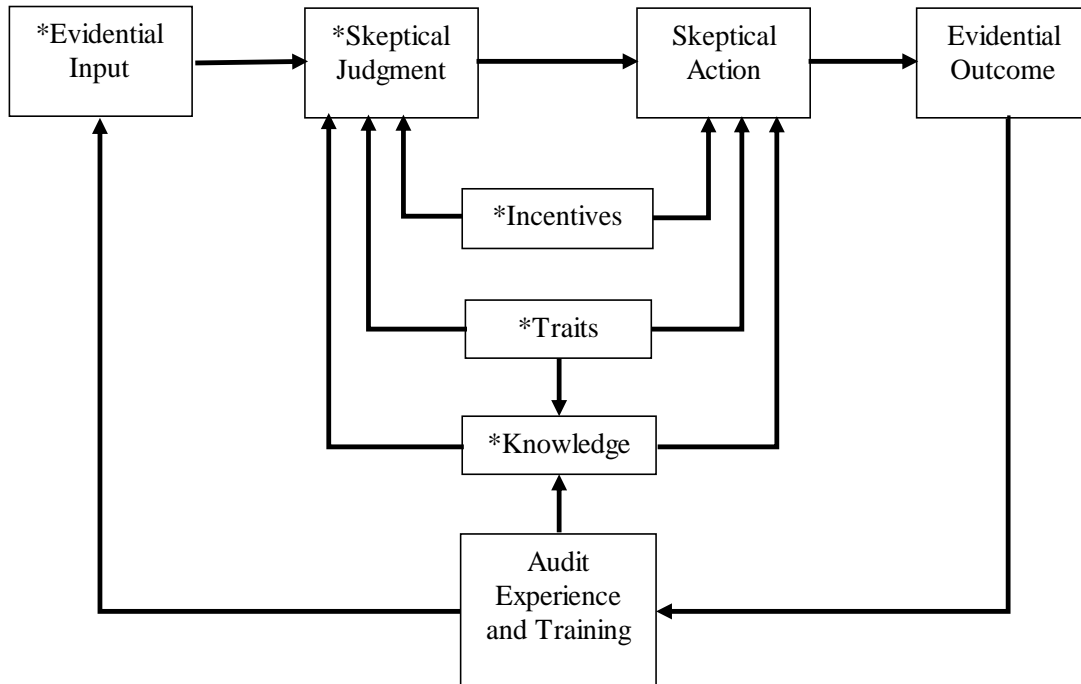 *Evidential
Input
*Skeptical
Judgment
Skeptical
Action
Evidential
Outcome
*Incentives
*Traits
*Knowledge
Audit
Experience
and Training